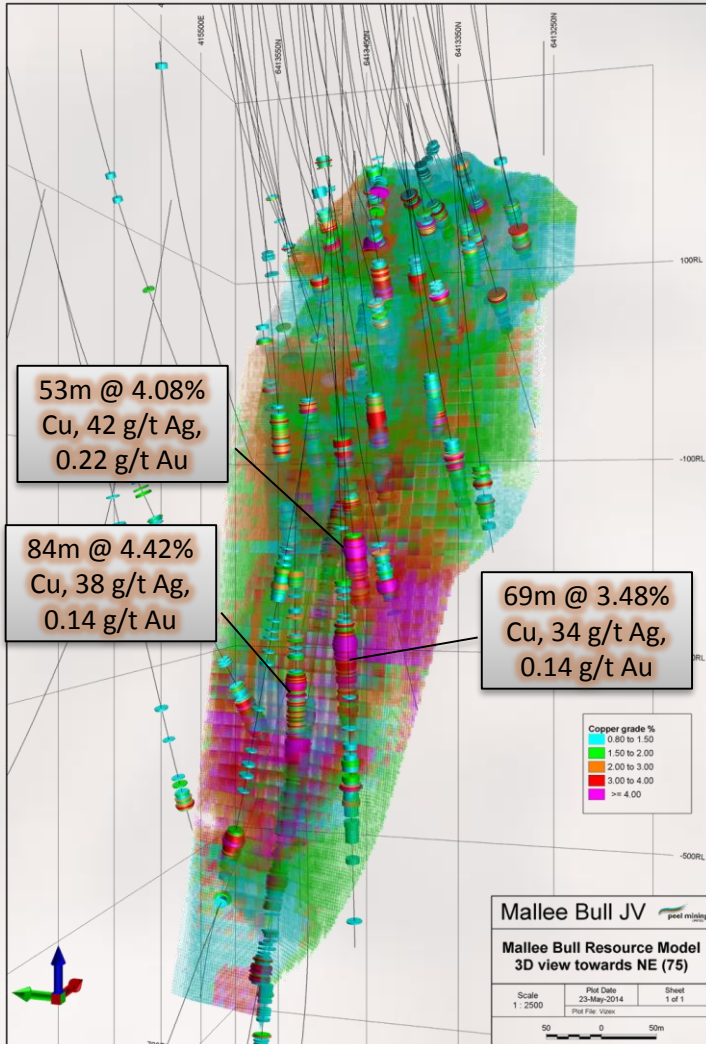 415500E
6413550N
6413450N
6413350N
6413250N
100RL
53m @ 4.08%
Cu, 42 g/t Ag,
0.22 g/t Au
-100RL
84m @ 4.42%
Cu, 38 g/t Ag,
0.14 g/t Au
69m @ 3.48%
Cu, 34 g/t Ag,
0.14 g/t Au
Copper grade %
0.80 to 1.50
1.50 to 2.00
2.00 to 3.00
3.00 to 4.00
>= 4.00
-500RL
Mallee Bull JV
peel mining
Mallee Bull Resource Model
3D view towards NE (75)
Scale
1 : 2500
Plot Date
23-May-2014
Sheet
1 of 1
Plot File: Vizex
50 0 50m